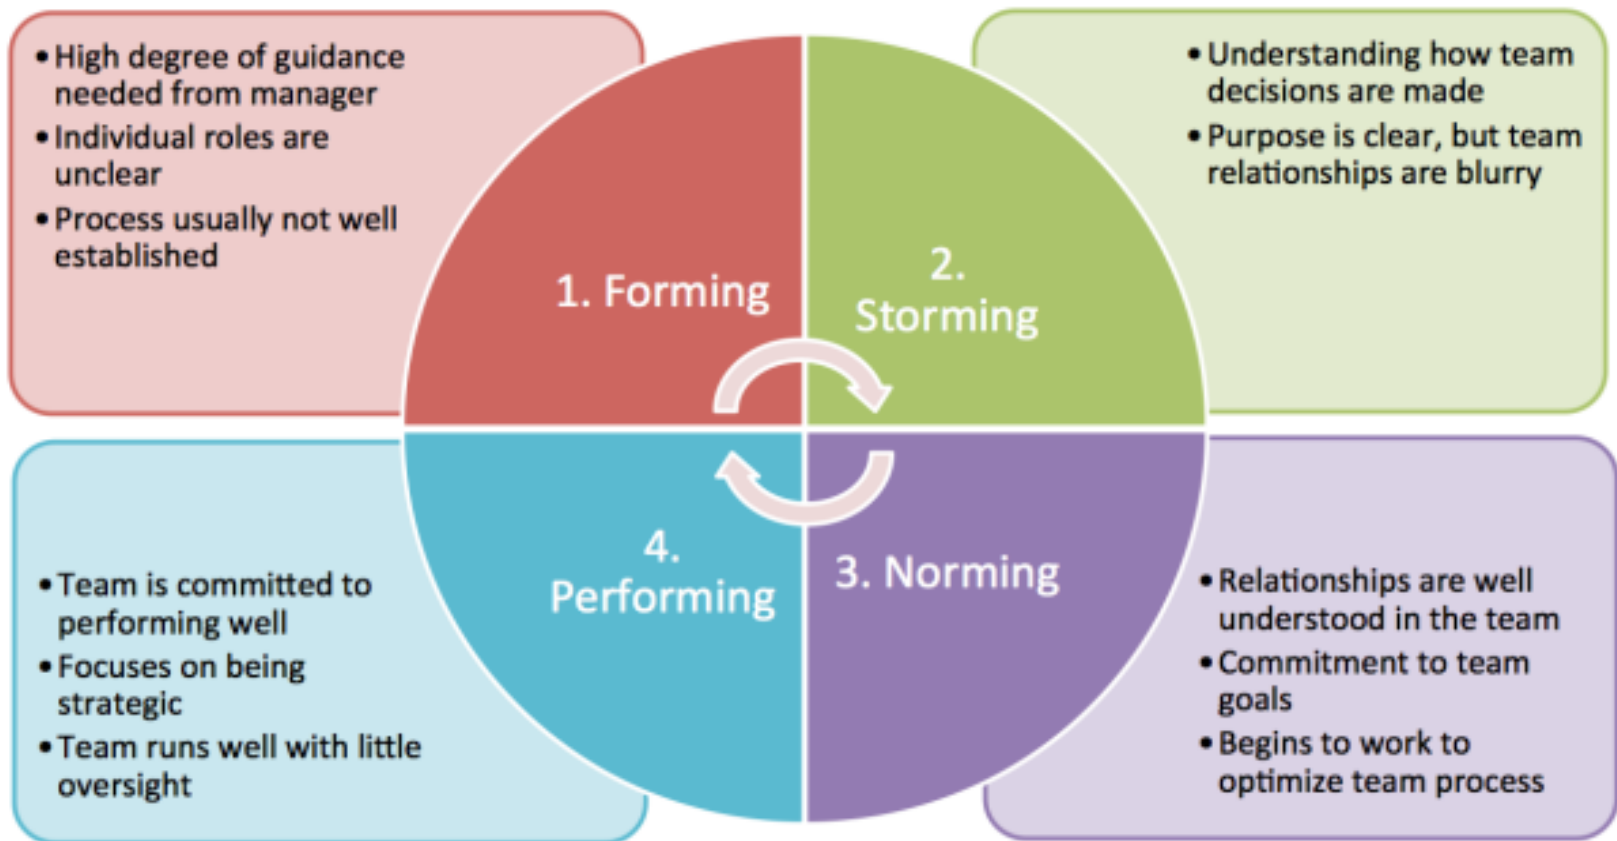 • High degree of guidance
needed from manager
• Individual roles are
unclear
• Process usually not well
established
1. Forming
• Understanding how team
decisions are made
• Purpose is clear, but team
relationships are blurry
2.
Storming
• Team is committed to
performing well
• Focuses on being
strategic
• Team runs well with little
oversight
4.
Performing
3. Norming
• Relationships are well
understood in the team
• Commitment to team
goals
• Begins to work to
optimize team process